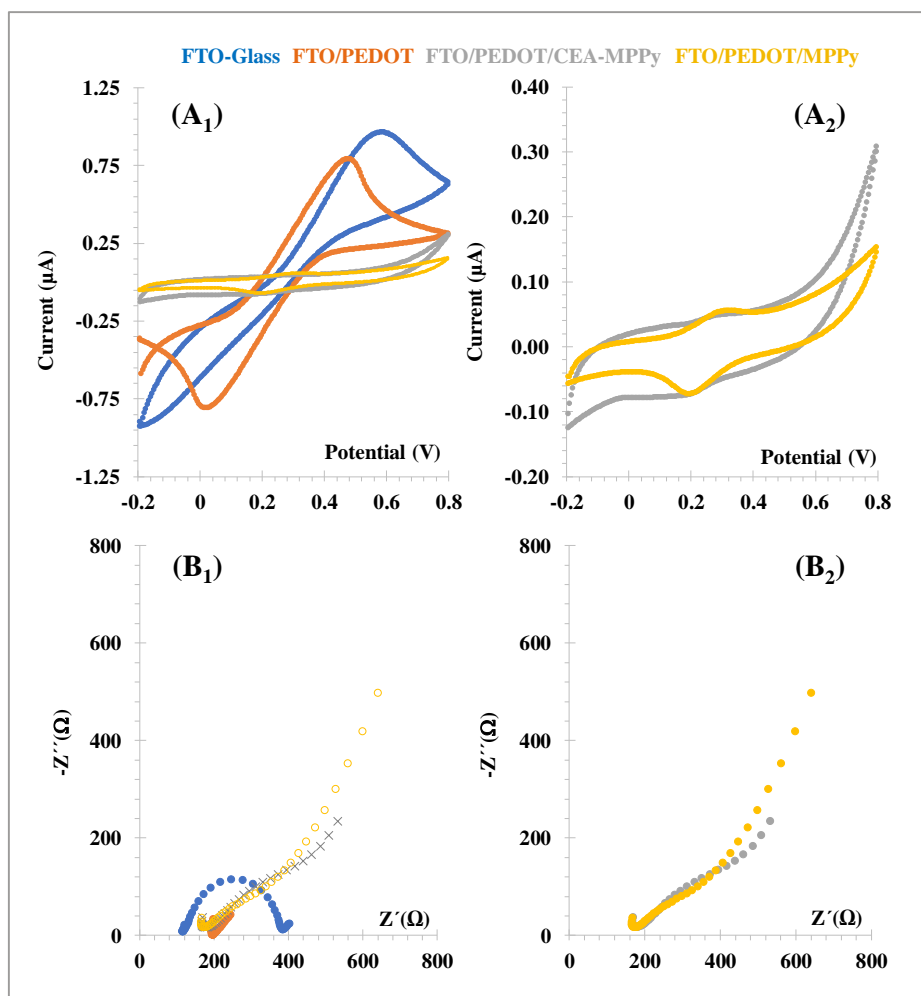 FTO-Glass FTO/PEDOT FTO/PEDOT/CEA-MPPy FTO/PEDOT/MPPy
(A₁)
1.25
0.75
0.25
-0.25
-0.75
-1.25
Current (µA)
Potential (V)
-0.2 0 0.2 0.4 0.6 0.8
(A₂)
0.40
0.30
0.20
0.10
0.00
-0.10
-0.20
Current (µA)
Potential (V)
-0.2 0 0.2 0.4 0.6 0.8
(B₁)
800
600
400
200
0
-Z´´(Ω)
Z´(Ω)
0 200 400 600 800
(B₂)
800
600
400
200
0
-Z´´(Ω)
Z´(Ω)
0 200 400 600 800